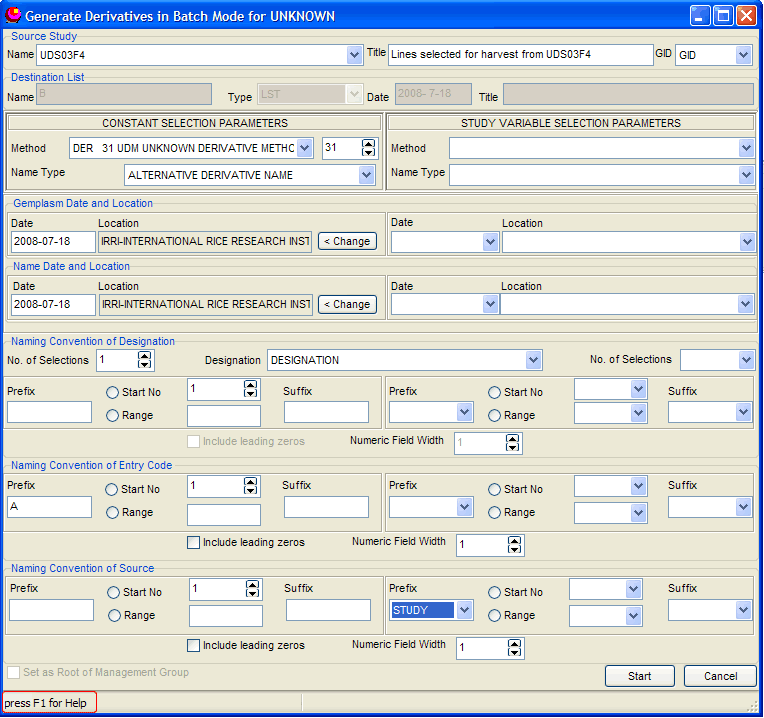 Generate Derivatives in Batch Mode for UNKNOWN
Source Study
Name UDS03F4 Title Lines selected for harvest from UDS03F4 GID GID
Destination List
Name B Type LST Date 2008- 7-18 Title
CONSTANT SELECTION PARAMETERS STUDY VARIABLE SELECTION PARAMETERS
Method DER 31 UDM UNKNOWN DERIVATIVE METHC 31 Method
Name Type ALTERNATIVE DERIVATIVE NAME Name Type
Gemplasm Date and Location
Date Location Date Location
2008-07-18 IRRI-INTERNATIONAL RICE RESEARCH INST < Change
Name Date and Location
Date Location Date Location
2008-07-18 IRRI-INTERNATIONAL RICE RESEARCH INST < Change
Naming Convention of Designation
No. of Selections 1 Designation DESIGNATION No. of Selections
Prefix Start No 1 Suffix Prefix Start No Suffix
Range Range
Include leading zeros Numeric Field Width 1
Naming Convention of Entry Code
Prefix Start No 1 Suffix Prefix Start No Suffix
A Range Range
Include leading zeros Numeric Field Width 1
Naming Convention of Source
Prefix Start No 1 Suffix Prefix Start No Suffix
Range STUDY Range
Include leading zeros Numeric Field Width 1
Set as Root of Management Group Start Cancel
press F1 for Help